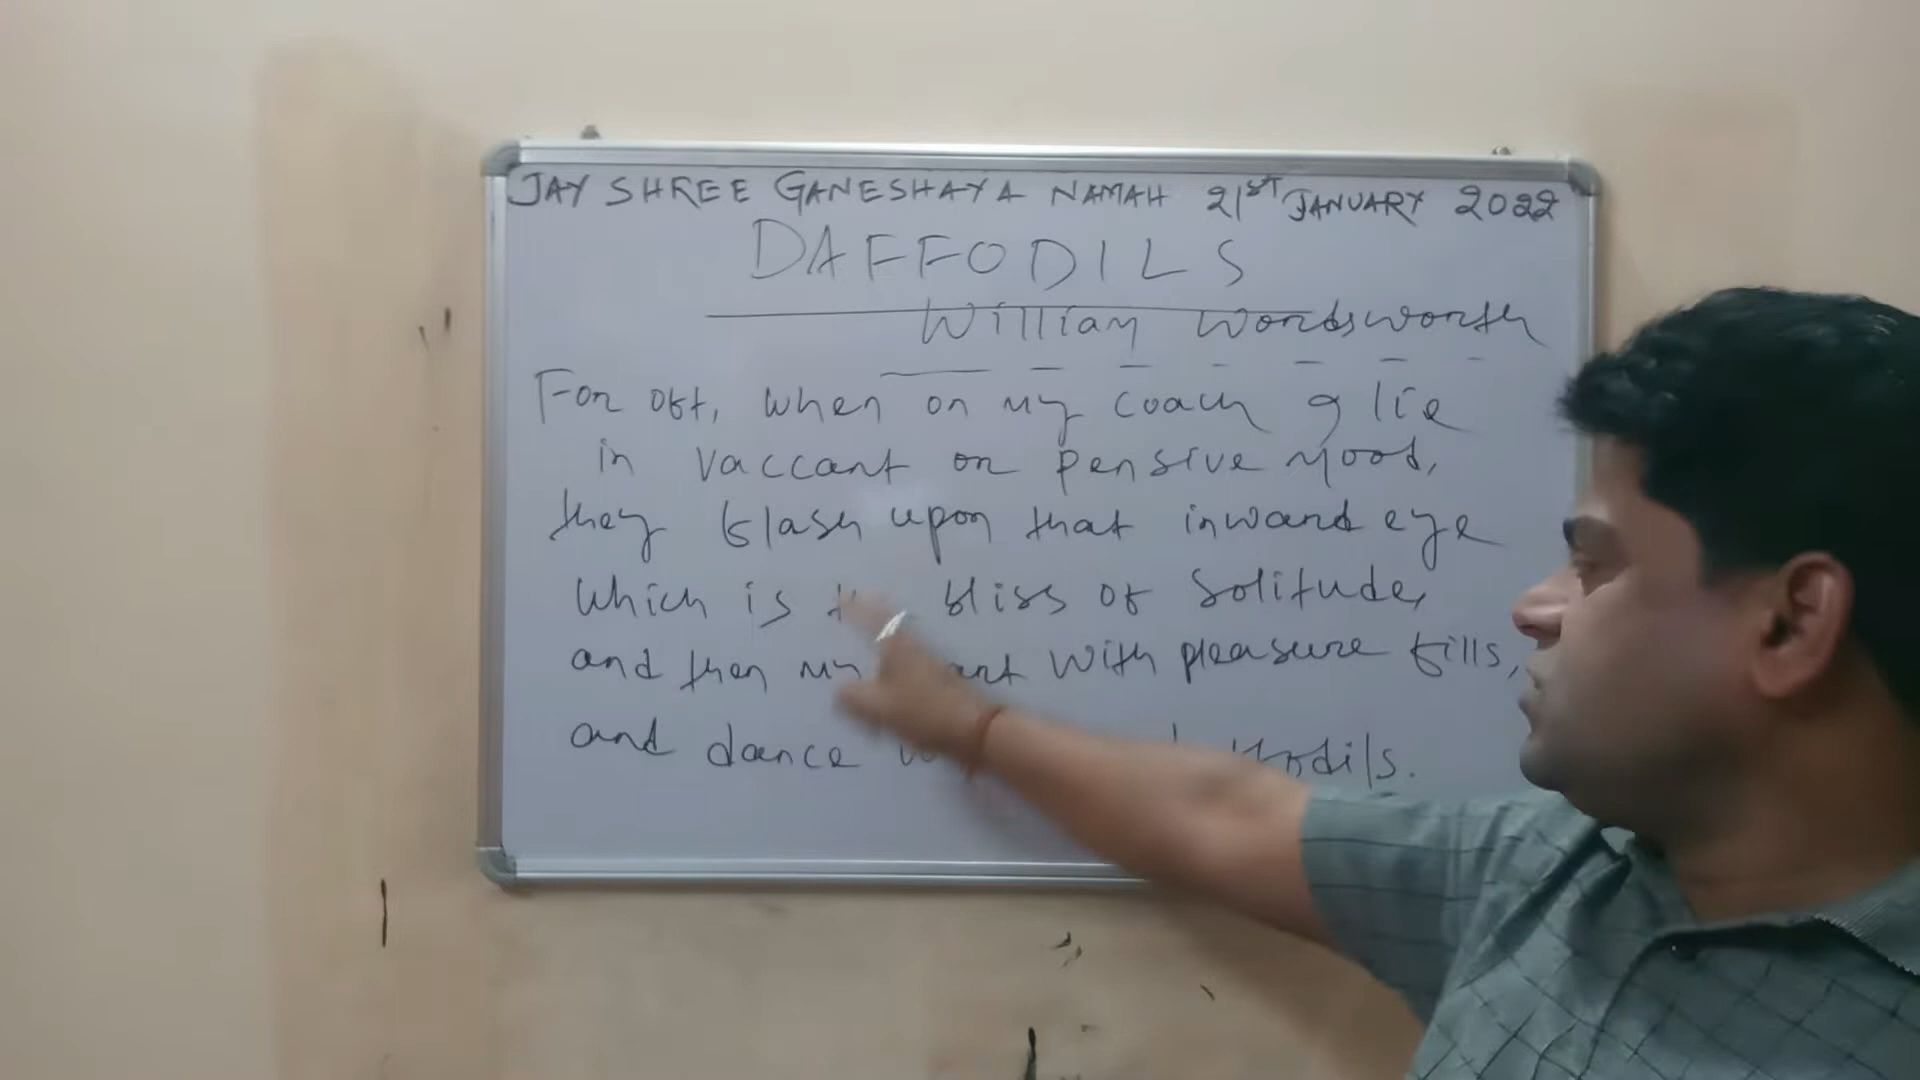 JAY SHREE GANESHAYA NAMAH 21ST JANUARY 2022
DAFFODILS
William Wordsworth
For oft, when on my coach I lie
in vaccant or pensive mood,
they flash upon that inward eye
which is bliss of solitude,
and then my with pleasure fills,
and dance